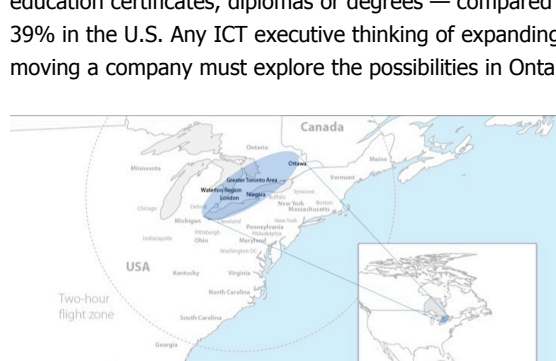 education certificates, diplomas or degrees — compared
39% in the U.S. Any ICT executive thinking of expanding
moving a company must explore the possibilities in Onta
Canada
Ontario
Ottawa
Maine
Minnesota
Greater Toronto Area
Vermont
Waterloo Region
London
Niagara
Buffalo
Syracuse
New York
Boston
Massachusetts
Chicago
Detroit
Michigan
Cleveland
New York
Pennsylvania
Pittsburgh
Philadelphia
Indianapolis
Ohio
Maryland
Washington DC
USA
Kentucky
Virginia
North Carolina
Two-hour
flight zone
South Carolina
Georgia